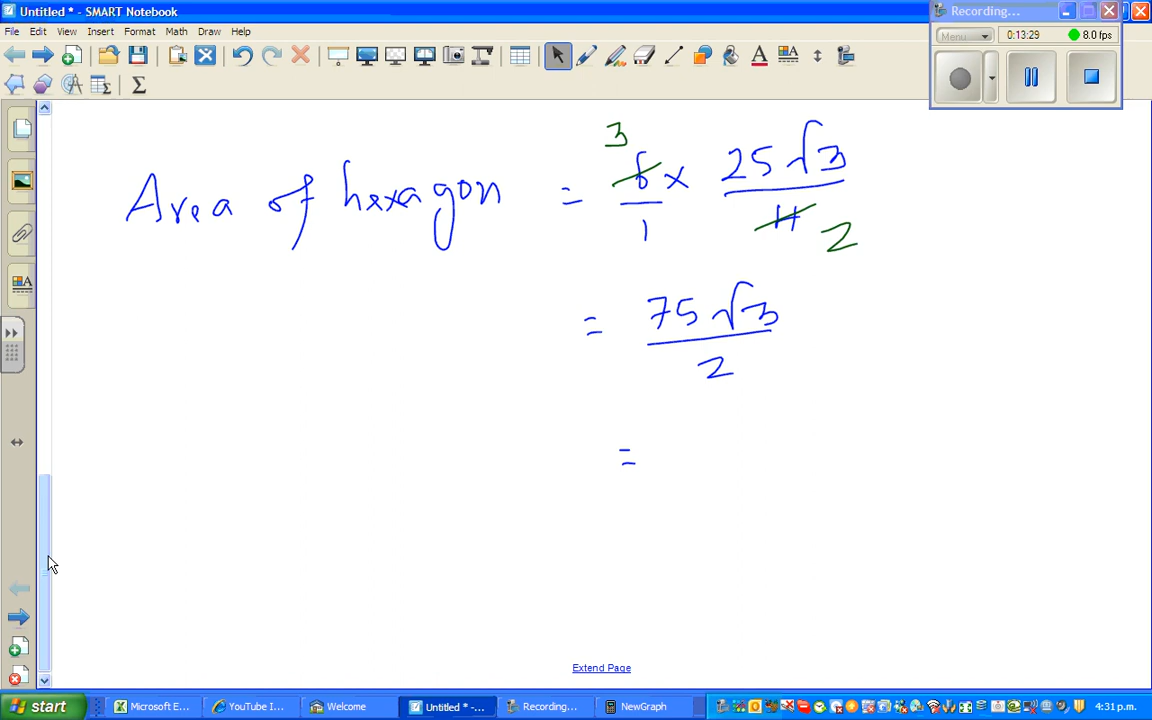 Untitled * - SMART Notebook
Recording...
File Edit View Insert Format Math Draw Help
Menu 0:13:29 8.0 fps
3
Area of hexagon = 6/1 x 25√3/4
2
= 75√3/2
=
Extend Page
start Microsoft E... YouTube I... Welcome Untitled * -... Recording... NewGraph 4:31 p.m.